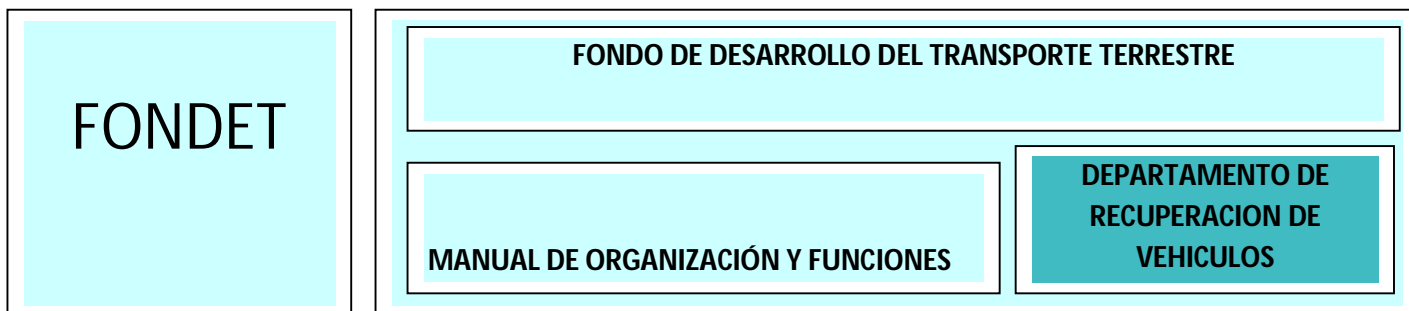 FONDET
FONDO DE DESARROLLO DEL TRANSPORTE TERRESTRE
MANUAL DE ORGANIZACIÓN Y FUNCIONES
DEPARTAMENTO DE
RECUPERACION DE
VEHICULOS